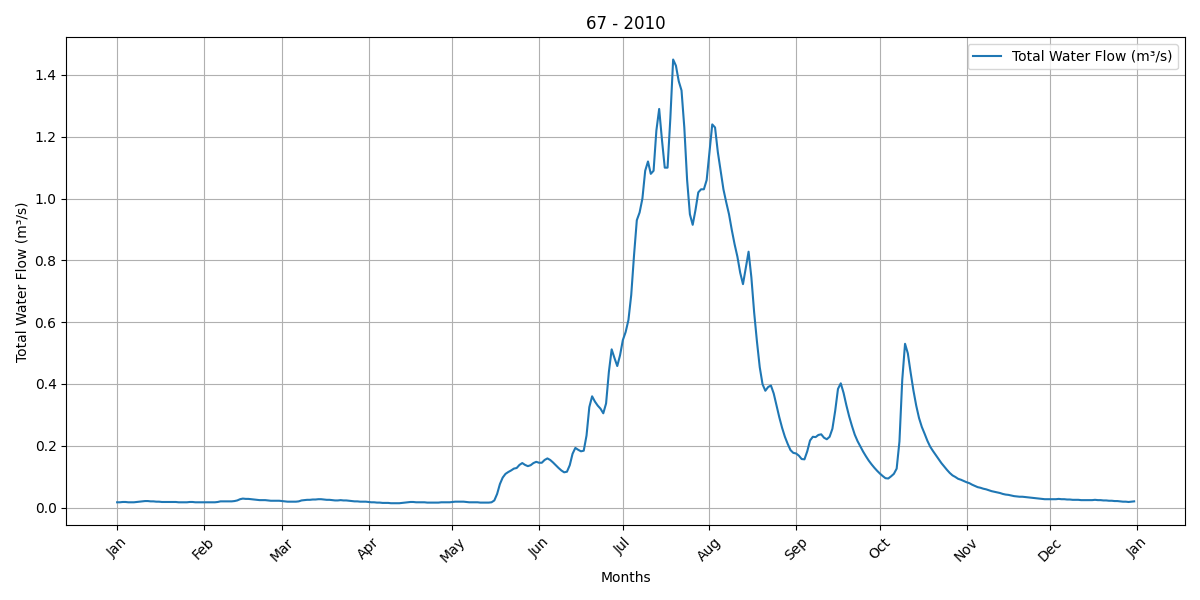 67 - 2010
Total Water Flow (m³/s)
Total Water Flow (m³/s)
1.4
1.2
1.0
0.8
0.6
0.4
0.2
0.0
Jan Feb Mar Apr May Jun Jul Aug Sep Oct Nov Dec Jan
Months